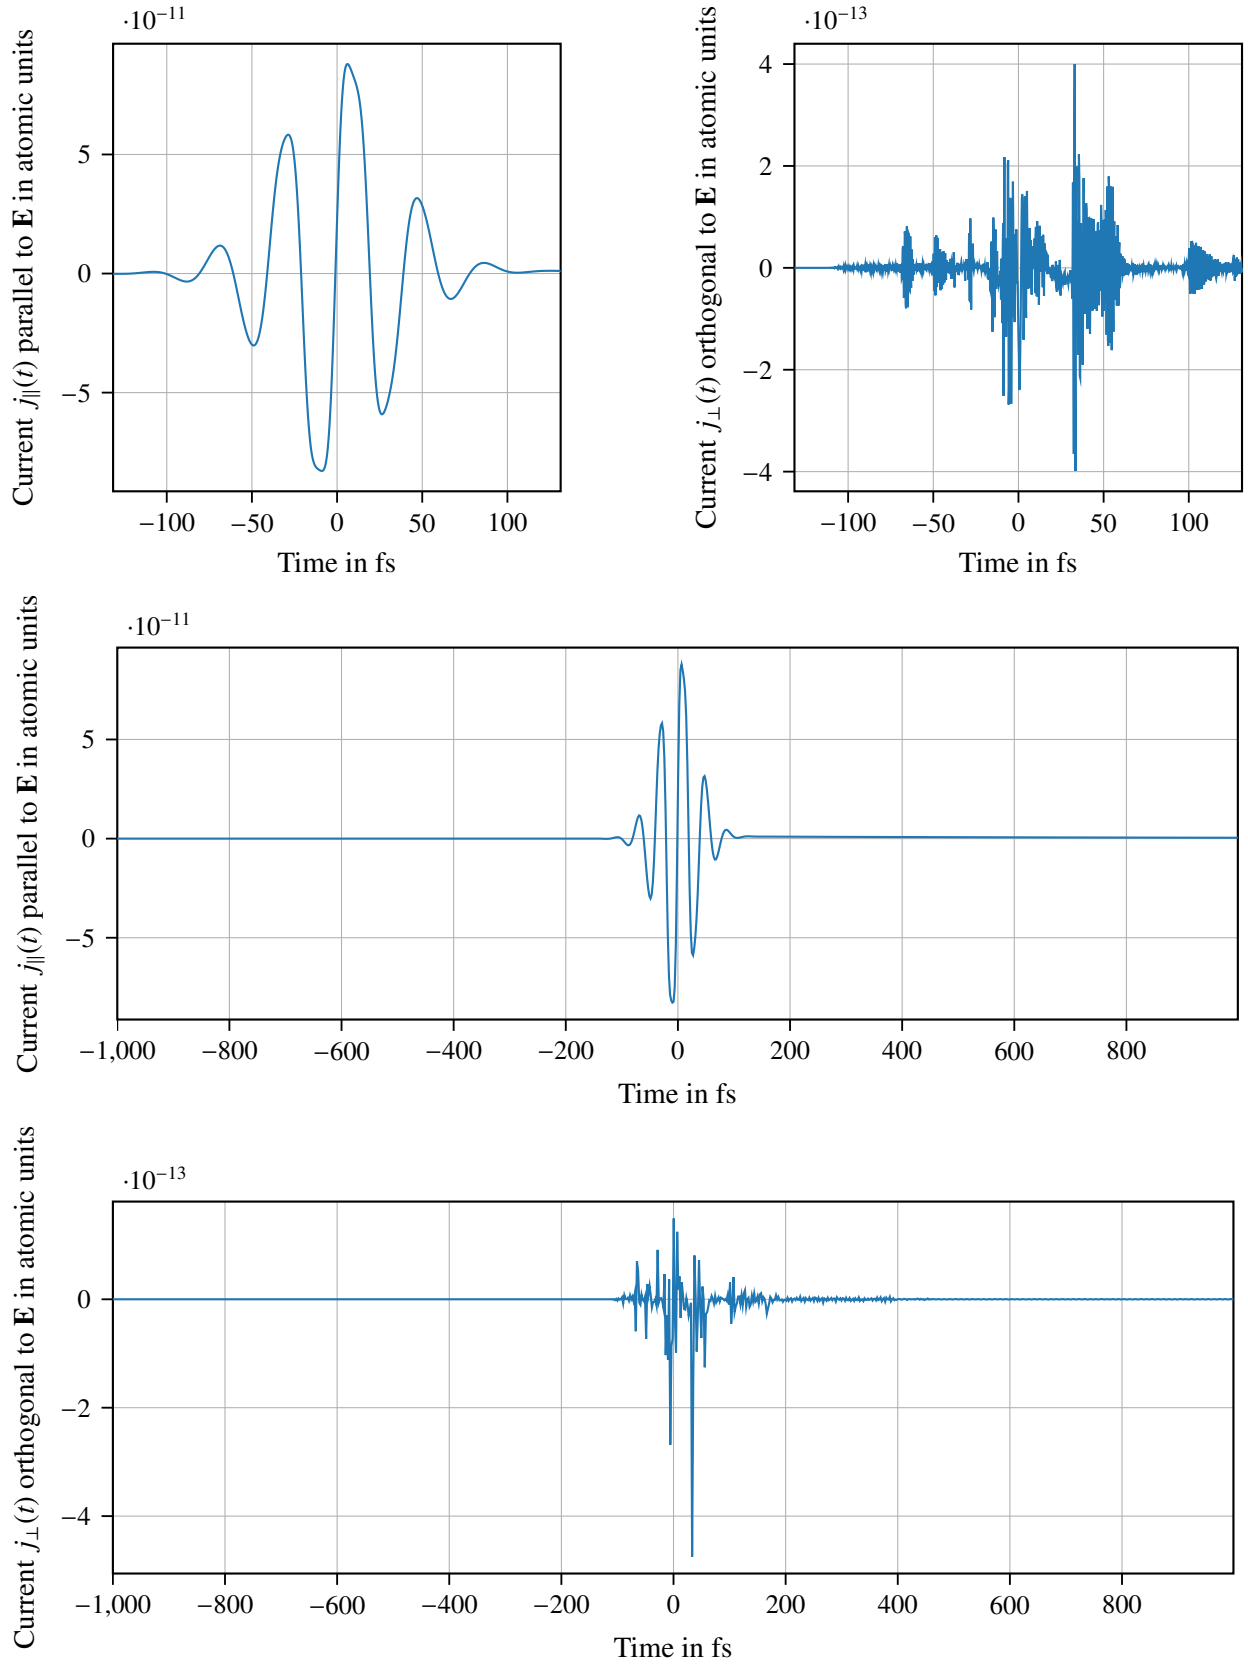 ·10−11
Current j∥(t) parallel to E in atomic units
5
0
−5
−100 −50 0 50 100
Time in fs
·10−13
Current j⊥(t) orthogonal to E in atomic units
4
2
0
−2
−4
−100 −50 0 50 100
Time in fs
·10−11
Current j∥(t) parallel to E in atomic units
5
0
−5
−1,000 −800 −600 −400 −200 0 200 400 600 800
Time in fs
·10−13
Current j⊥(t) orthogonal to E in atomic units
0
−2
−4
−1,000 −800 −600 −400 −200 0 200 400 600 800
Time in fs